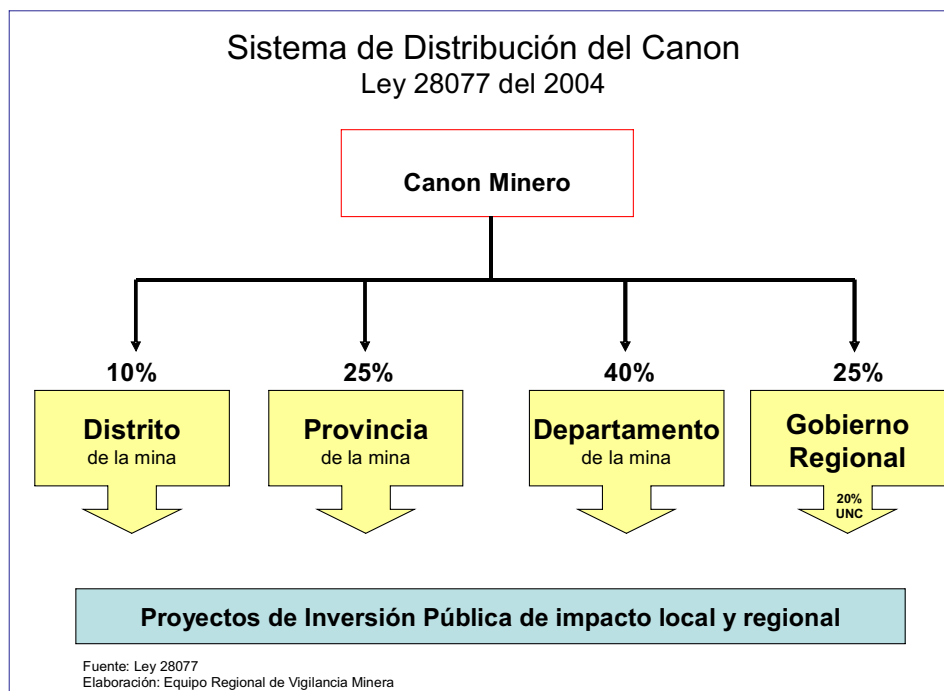 Sistema de Distribución del Canon
Ley 28077 del 2004
Canon Minero
10%
25%
40%
25%
Distrito
de la mina
Provincia
de la mina
Departamento
de la mina
Gobierno
Regional
20%
UNC
Proyectos de Inversión Pública de impacto local y regional
Fuente: Ley 28077
Elaboración: Equipo Regional de Vigilancia Minera